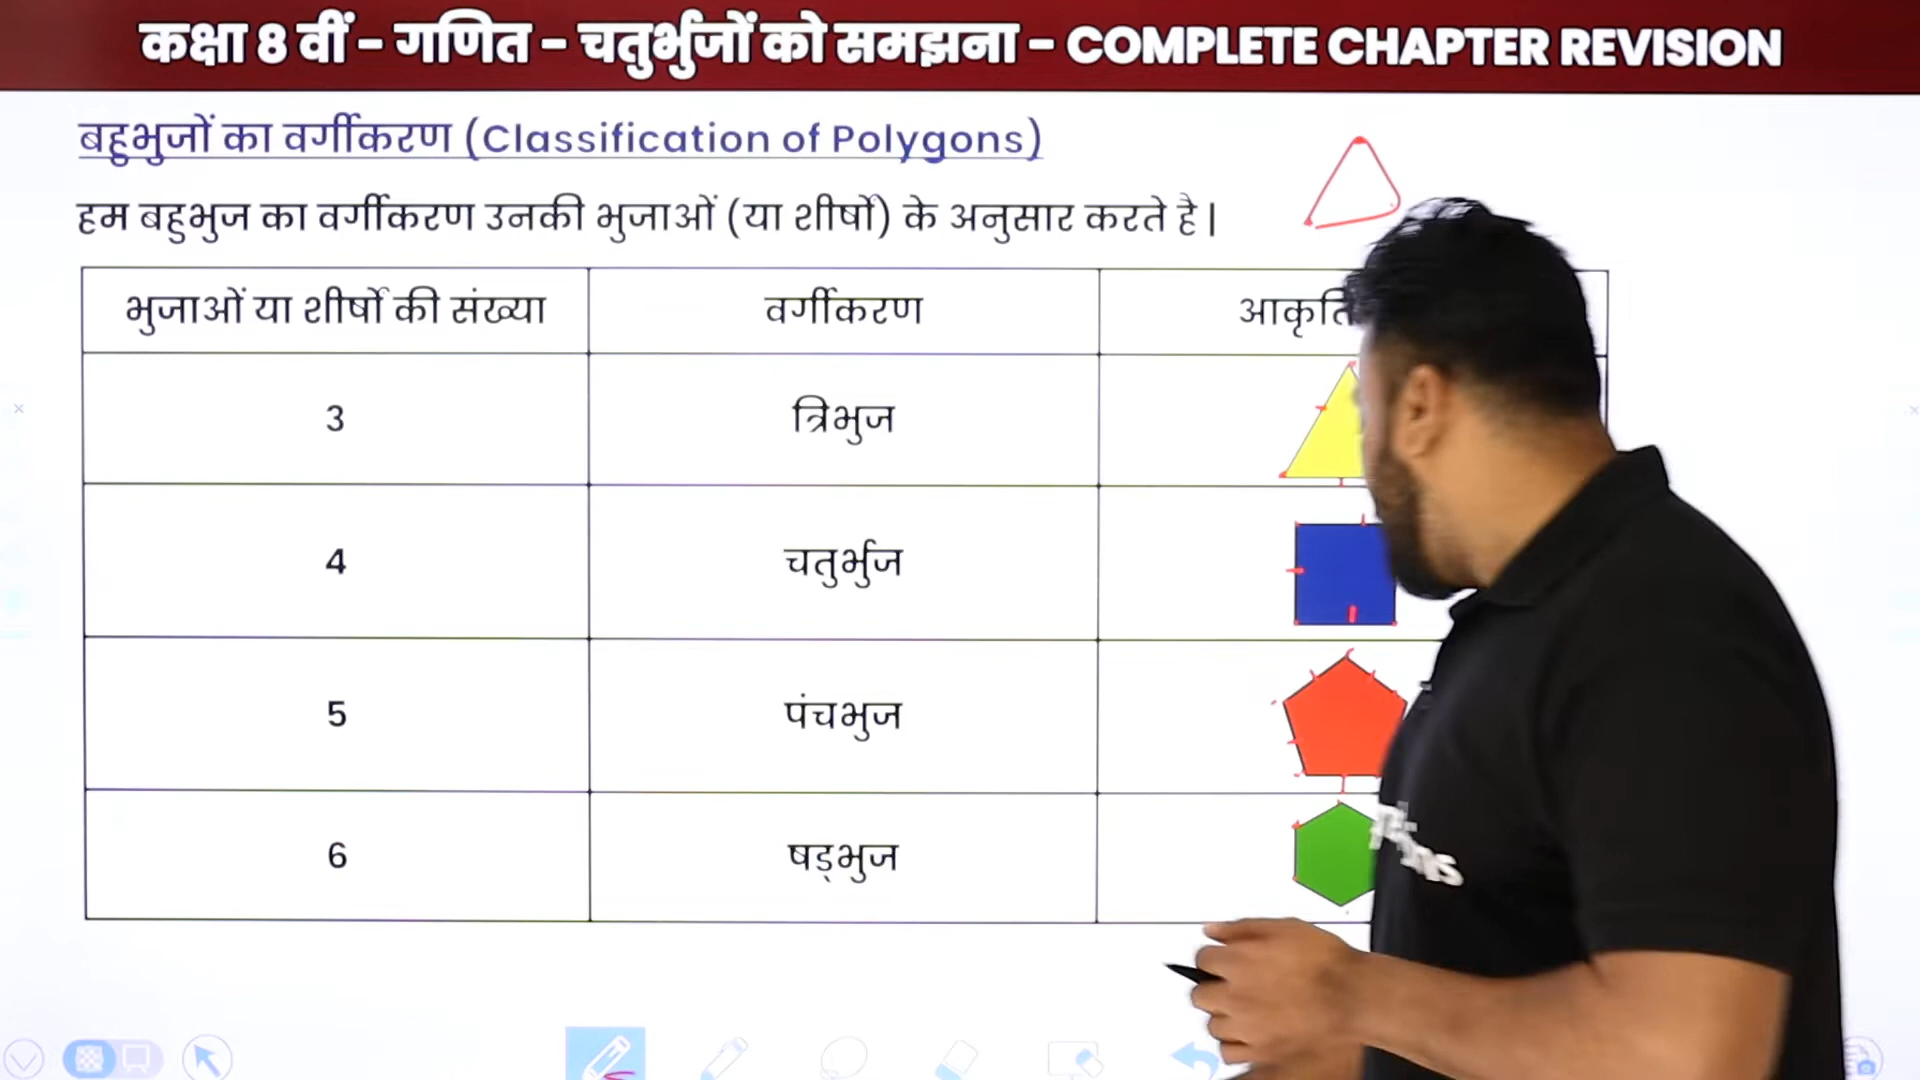 कक्षा 8 वीं - गणित - चतुर्भुजों को समझना - COMPLETE CHAPTER REVISION
बहुभुजों का वर्गीकरण (Classification of Polygons)
हम बहुभुज का वर्गीकरण उनकी भुजाओं (या शीर्षों) के अनुसार करते है |
भुजाओं या शीर्षों की संख्या वर्गीकरण आकृति
3 त्रिभुज
4 चतुर्भुज
5 पंचभुज
6 षड्भुज